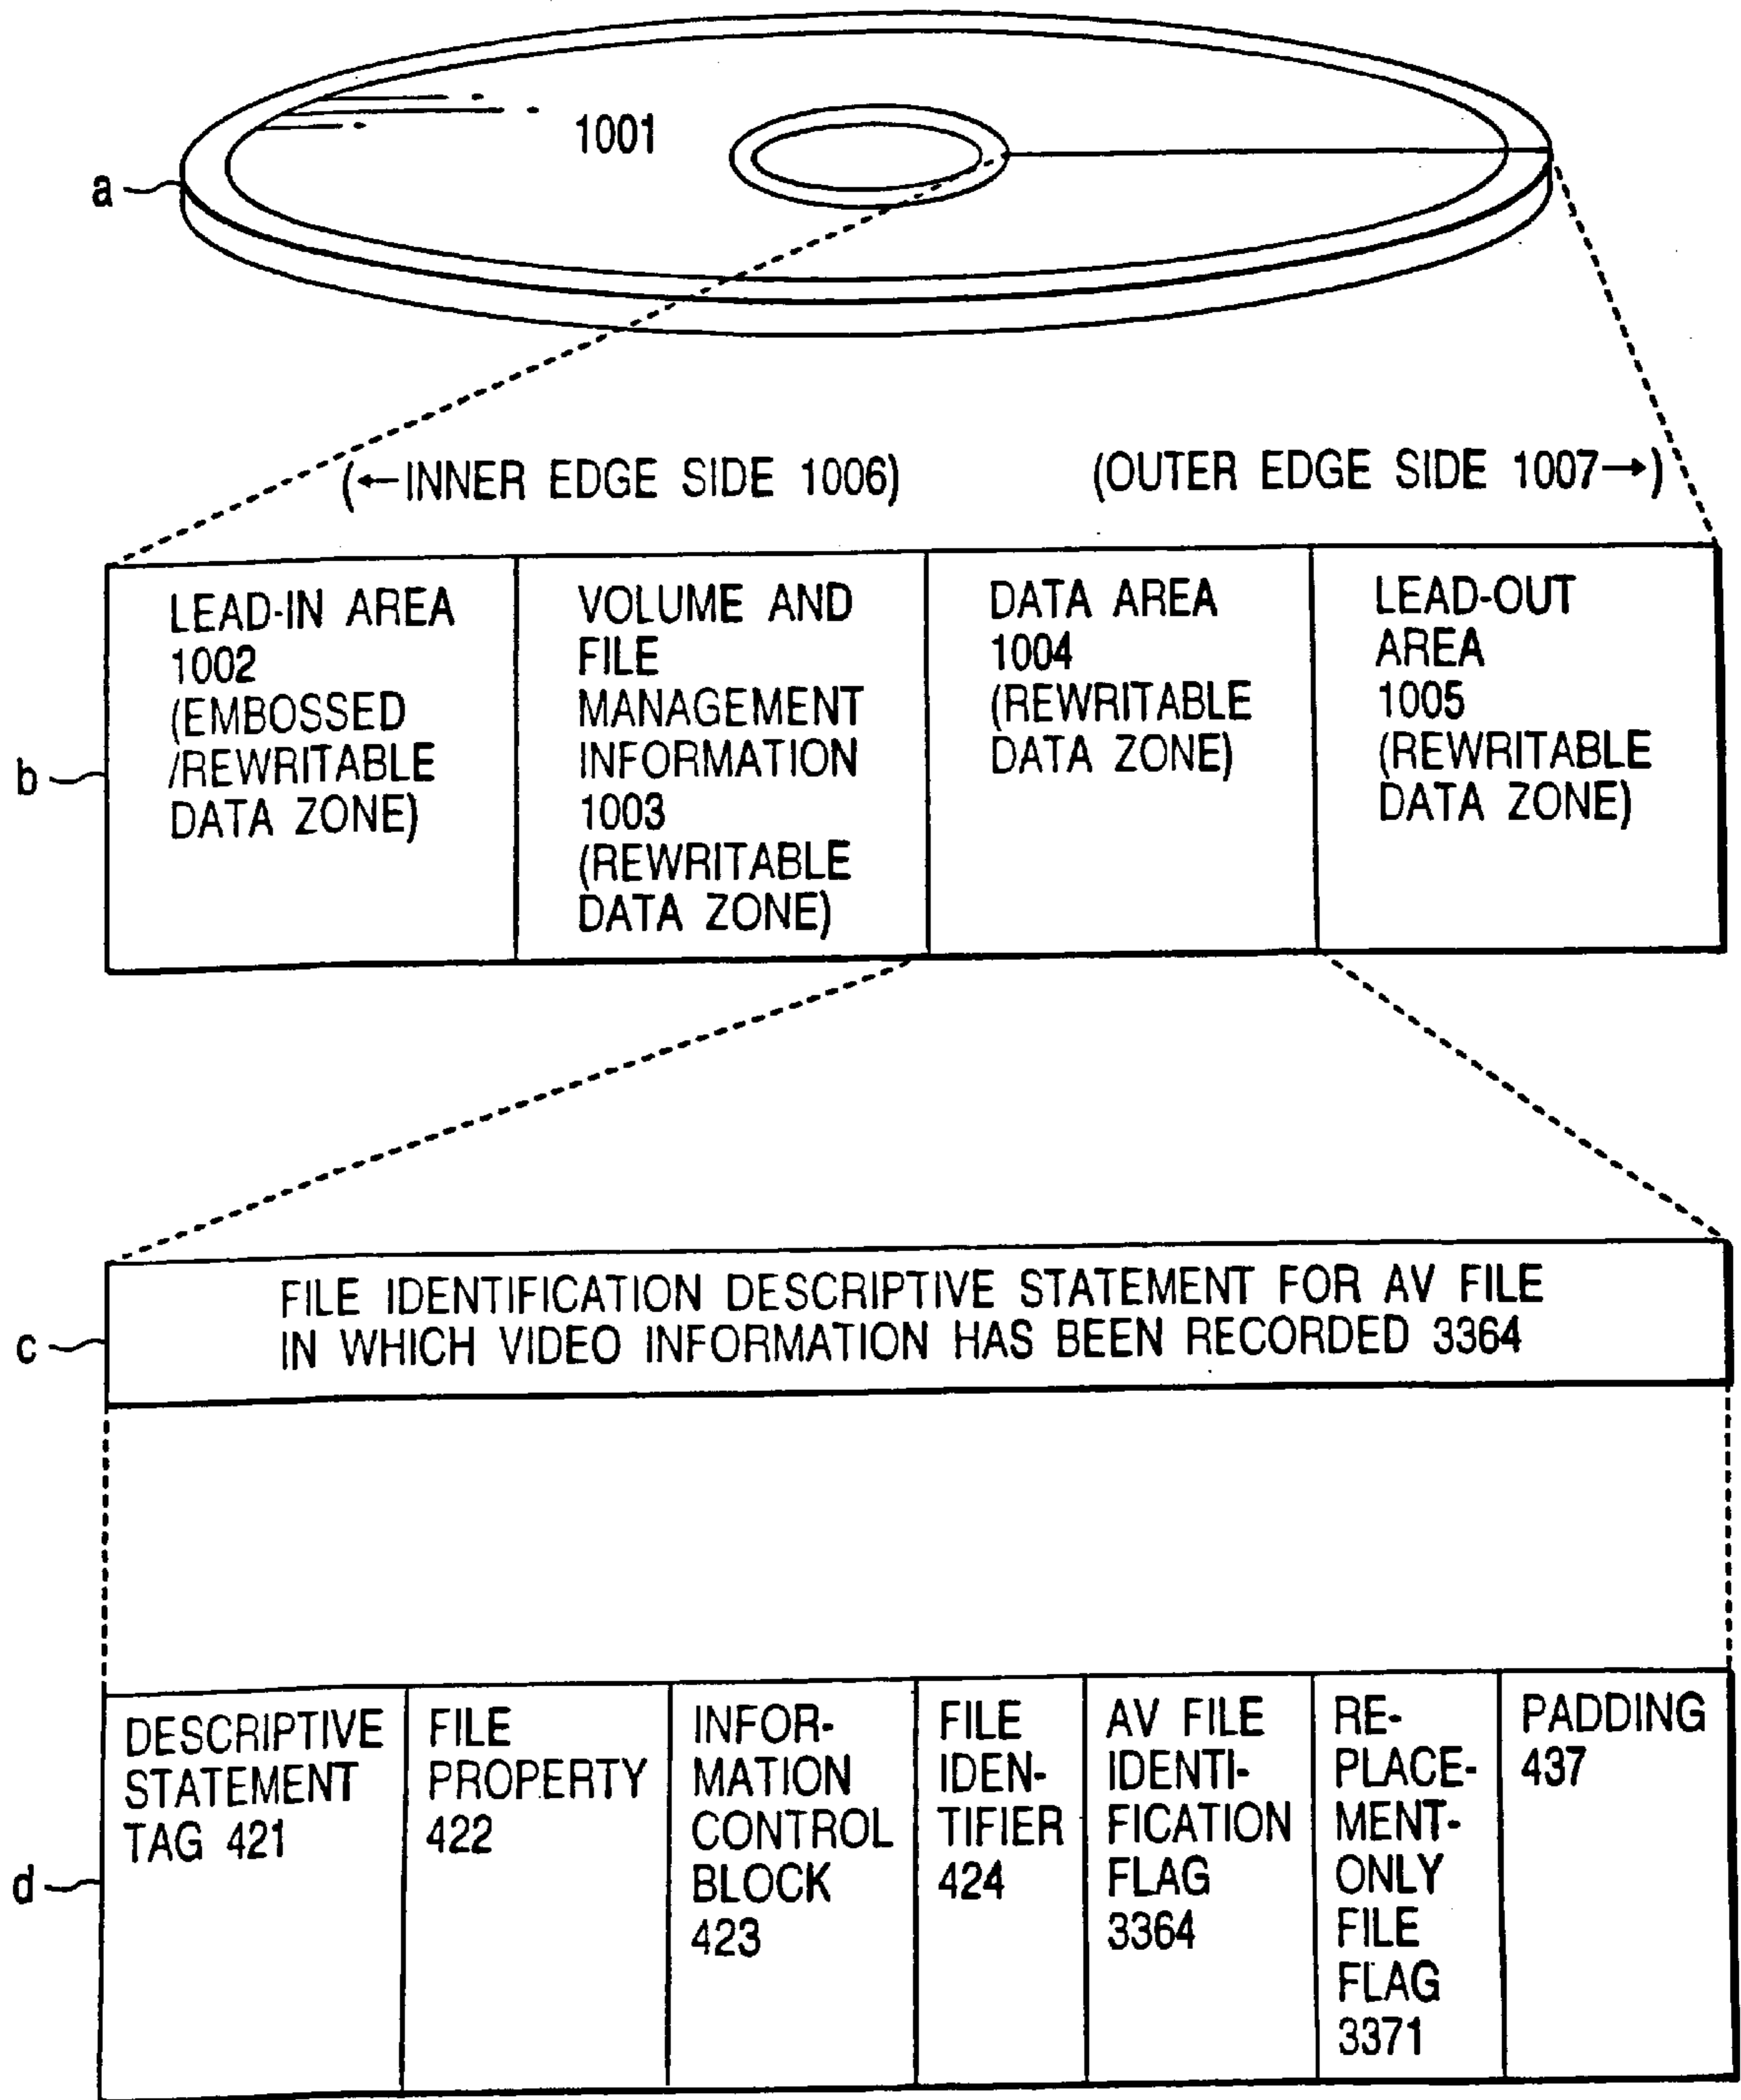 1001
a
(←INNER EDGE SIDE 1006)
(OUTER EDGE SIDE 1007→)
b
LEAD-IN AREA
1002
(EMBOSSED
/REWRITABLE
DATA ZONE)
VOLUME AND
FILE
MANAGEMENT
INFORMATION
1003
(REWRITABLE
DATA ZONE)
DATA AREA
1004
(REWRITABLE
DATA ZONE)
LEAD-OUT
AREA
1005
(REWRITABLE
DATA ZONE)
c
FILE IDENTIFICATION DESCRIPTIVE STATEMENT FOR AV FILE
IN WHICH VIDEO INFORMATION HAS BEEN RECORDED 3364
d
DESCRIPTIVE
STATEMENT
TAG 421
FILE
PROPERTY
422
INFOR-
MATION
CONTROL
BLOCK
423
FILE
IDEN-
TIFIER
424
AV FILE
IDENTI-
FICATION
FLAG
3364
RE-
PLACE-
MENT-
ONLY
FILE
FLAG
3371
PADDING
437